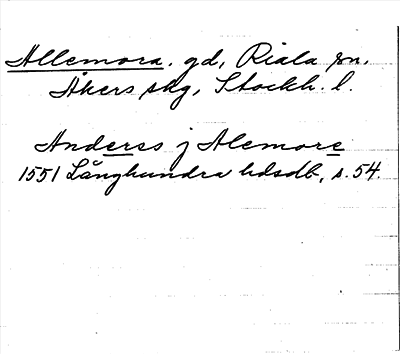 Allemora. gd, Riala sn.
Åkers skg, Stockh. l.
Anderss j Alemore
1551 Långhundra hdsdb, s. 54.